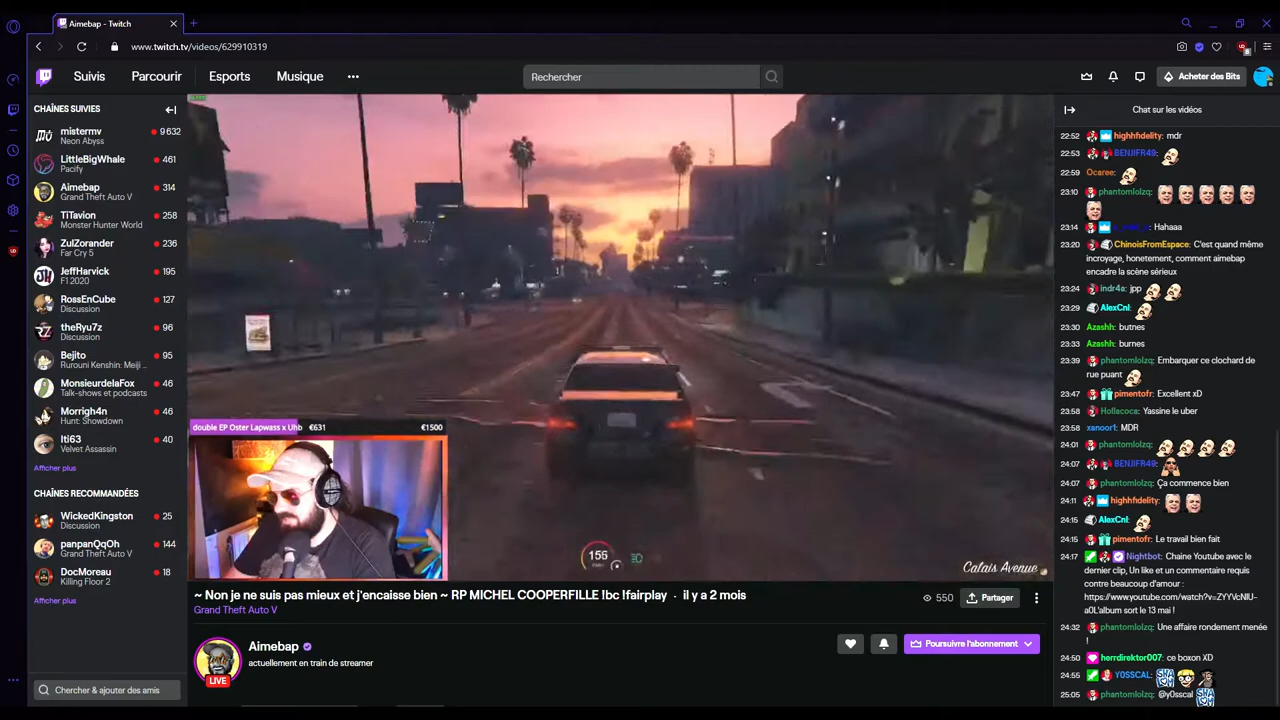 Aimebap - Twitch
www.twitch.tv/videos/629910319
Suivis
Parcourir
Esports
Musique
Rechercher
Acheter des Bits
CHAÎNES SUIVIES
mistermv
9 632
Neon Abyss
LittleBigWhale
461
Pacify
Aimebap
314
Grand Theft Auto V
TiTavion
258
Monster Hunter World
ZulZorander
236
Far Cry 5
JeffHarvick
195
F1 2020
RossEnCube
127
Discussion
theRyu7z
96
Discussion
Bejito
95
Rurouni Kenshin: Meiji ...
MonsieurdelaFox
46
Talk-shows et podcasts
Morrigh4n
46
Hunt: Showdown
Iti63
40
Velvet Assassin
Afficher plus
CHAÎNES RECOMMANDÉES
WickedKingston
25
Discussion
panpanQqOh
144
Grand Theft Auto V
DocMoreau
18
Killing Floor 2
Afficher plus
Chercher & ajouter des amis
double EP Oster Lapwass x Uhb €631 €1500
155
Calais Avenue
~ Non je ne suis pas mieux et j'encaisse bien ~ RP MICHEL COOPERFILLE !bc !fairplay · il y a 2 mois
Grand Theft Auto V
550
Partager
Aimebap
actuellement en train de streamer
LIVE
Poursuivre l'abonnement
Chat sur les vidéos
22:52 highhfidelity: mdr
22:53 BENJIFR49:
22:59 Ocaree:
23:10 phantomlolzq:
23:14 Hahaaa
23:20 ChinoisFromEspace: C'est quand même
incroyage, honetement, comment aimebap
encadre la scène sérieux
23:24 indr4a: jpp
23:29 AlexCnl:
23:30 Azashh: butnes
23:33 Azashh: burnes
23:39 phantomlolzq: Embarquer ce clochard de
rue puant
23:47 pimentofr: Excellent xD
23:58 Hollacoca: Yassine le uber
23:58 xanoor1: MDR
24:01 phantomlolzq:
24:07 BENJIFR49:
24:07 phantomlolzq: Ça commence bien
24:11 highhfidelity:
24:15 AlexCnl:
24:15 pimentofr: Le travail bien fait
24:17 Nightbot: Chaine Youtube avec le
dernier clip, Un like et un commentaire requis
contre beaucoup d'amour :
https://www.youtube.com/watch?v=ZYYVcNlU-
a0L'album sort le 13 mai !
24:32 phantomlolzq: Une affaire rondement menée
!
24:50 herrdirektor007: ce boxon XD
24:55 Y0SSCAL:
25:05 phantomlolzq: @y0sscal